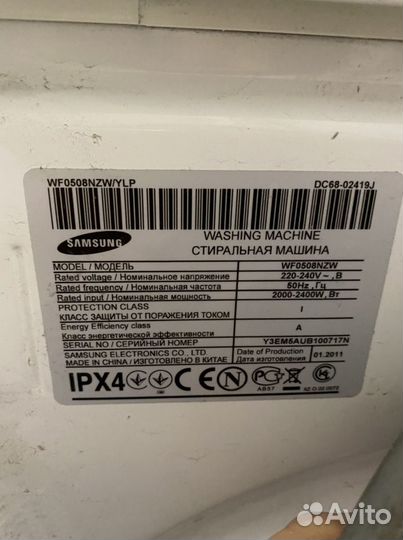 WF0508NZW/YLP DC68-02419J
SAMSUNG
WASHING MACHINE
СТИРАЛЬНАЯ МАШИНА
MODEL / МОДЕЛЬ WF0508NZW
Rated voltage / Номинальное напряжение 220-240V ~ , В
Rated frequency / Номинальная частота 50Hz , Гц
Rated input / Номинальная мощность 2000-2400W, Вт
PROTECTION CLASS
КЛАСС ЗАЩИТЫ ОТ ПОРАЖЕНИЯ ТОКОМ I
Energy Efficiency class
Класс энергетической эффективности A
SERIAL NO / СЕРИЙНЫЙ НОМЕР Y3EM5AUB100717N
SAMSUNG ELECTRONICS CO., LTD.
MADE IN CHINA / ИЗГОТОВЛЕНО В КИТАЕ
Date of Production
Дата изготовления 01.2011
IPX4 CE N
АВ57
Avito